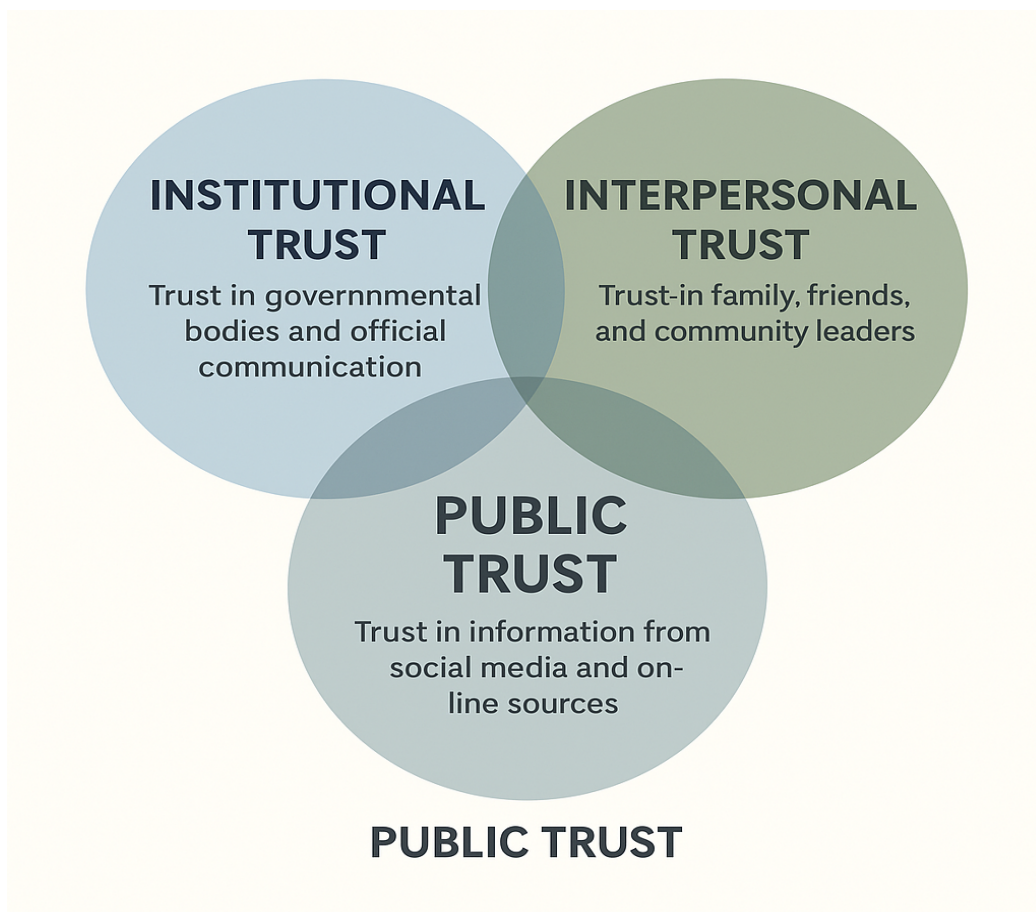 INSTITUTIONAL
TRUST
Trust in governnmental
bodies and official
communication
INTERPERSONAL
TRUST
Trust-in family, friends,
and community leaders
PUBLIC
TRUST
Trust in information from
social media and on-
line sources
PUBLIC TRUST